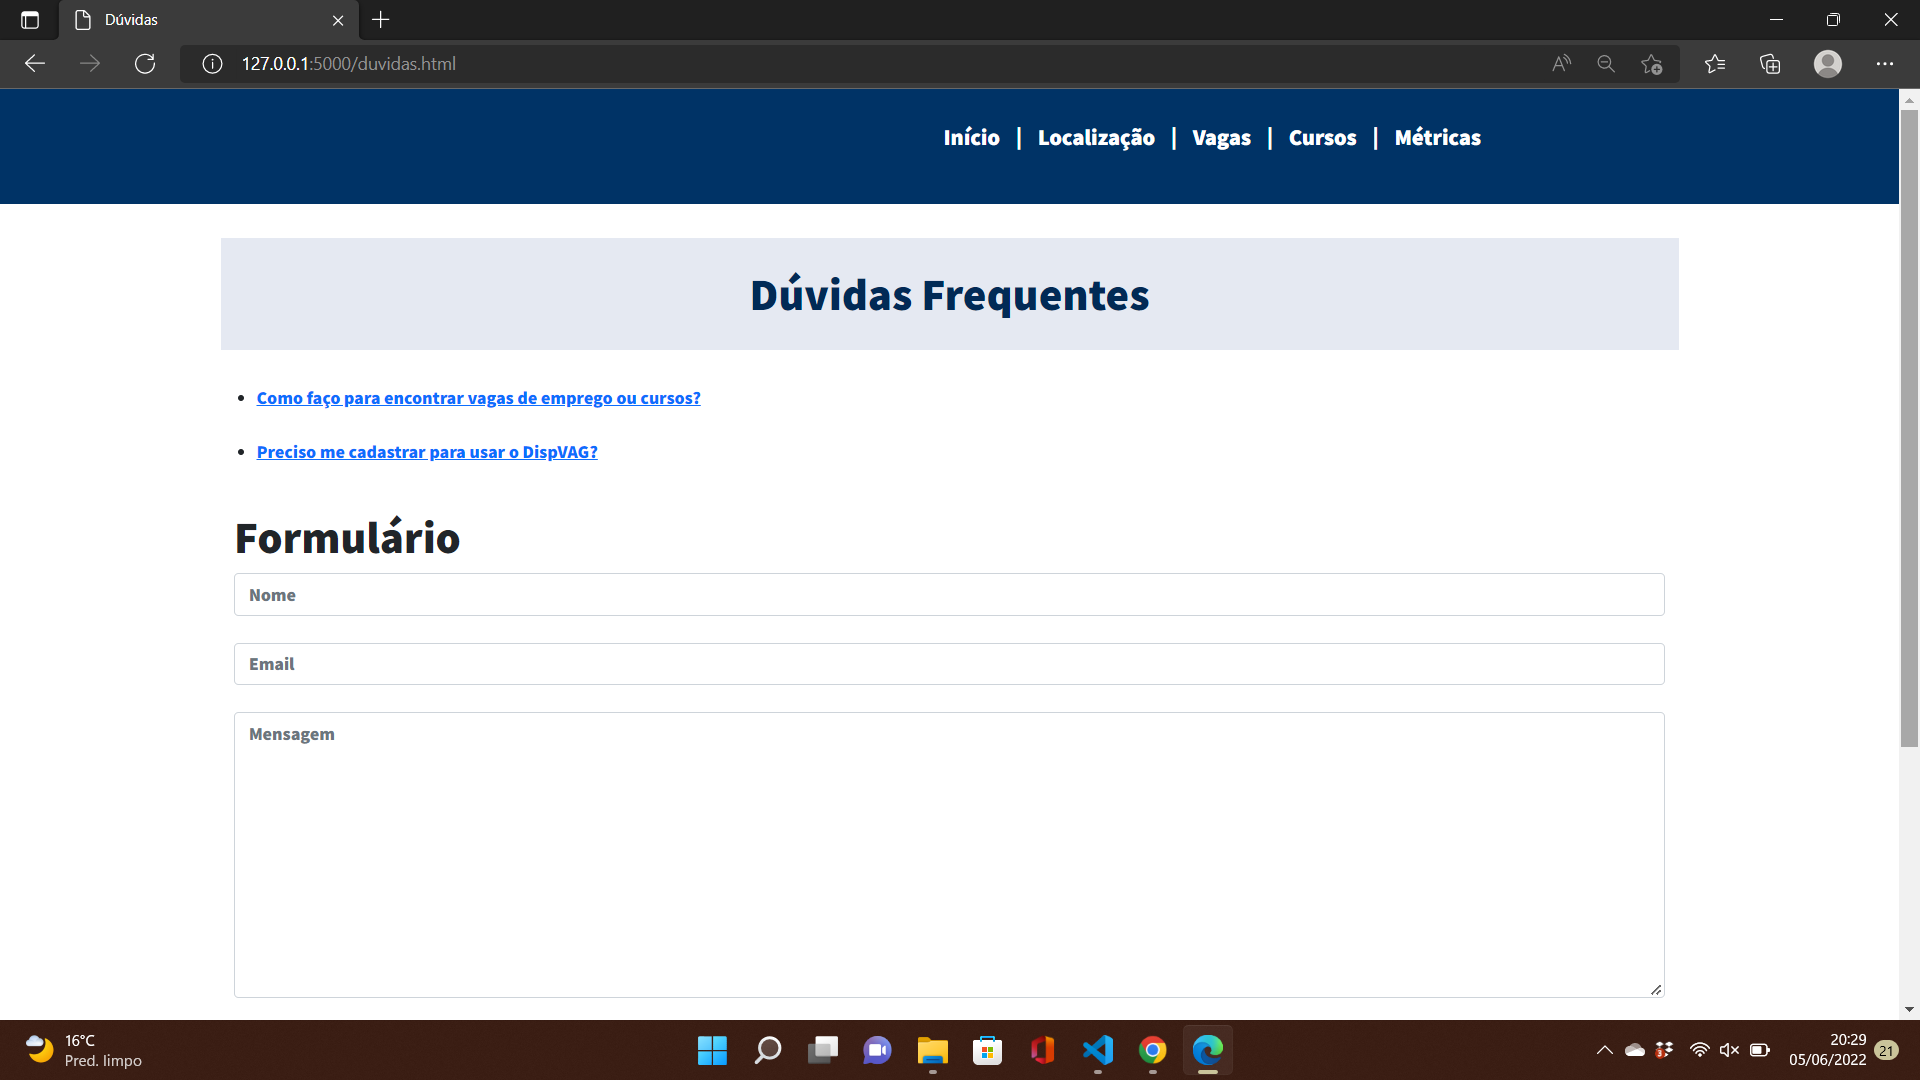 Dúvidas
127.0.0.1:5000/duvidas.html
Início | Localização | Vagas | Cursos | Métricas
Dúvidas Frequentes
Como faço para encontrar vagas de emprego ou cursos?
Preciso me cadastrar para usar o DispVAG?
Formulário
Nome
Email
Mensagem
16°C
Pred. limpo
3
20:29
05/06/2022
21